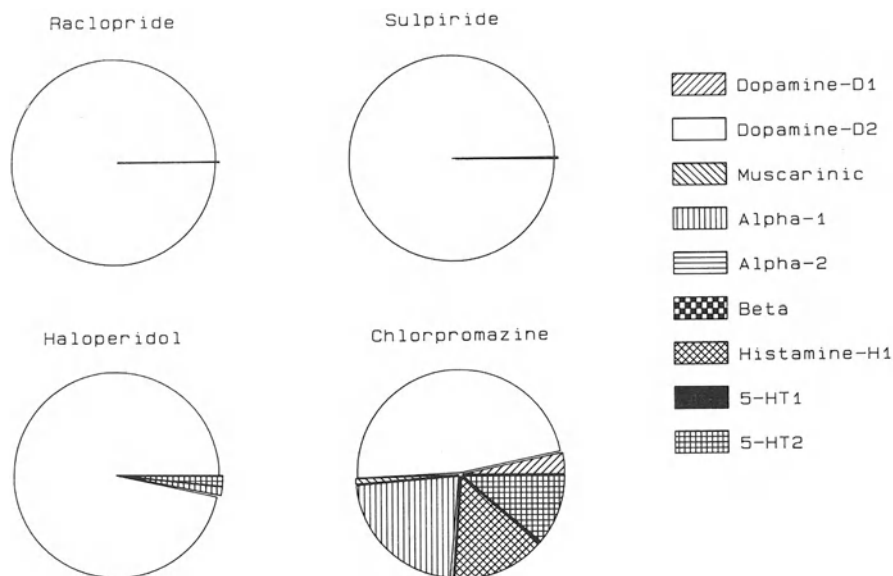 Raclopride
Sulpiride
Haloperidol
Chlorpromazine
Dopamine-D1
Dopamine-D2
Muscarinic
Alpha-1
Alpha-2
Beta
Histamine-H1
5-HT1
5-HT2